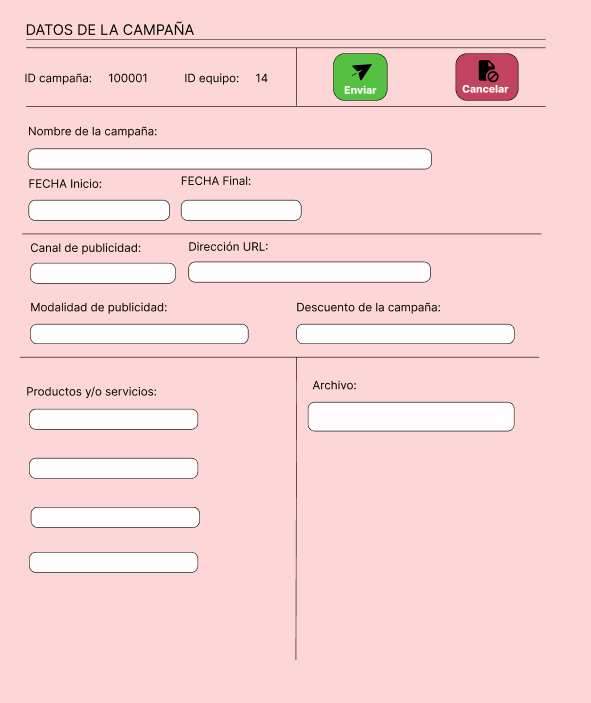 DATOS DE LA CAMPAÑA
ID campaña: 100001 ID equipo: 14
Enviar
Cancelar
Nombre de la campaña:
FECHA Inicio:
FECHA Final:
Canal de publicidad:
Dirección URL:
Modalidad de publicidad:
Descuento de la campaña:
Productos y/o servicios:
Archivo: